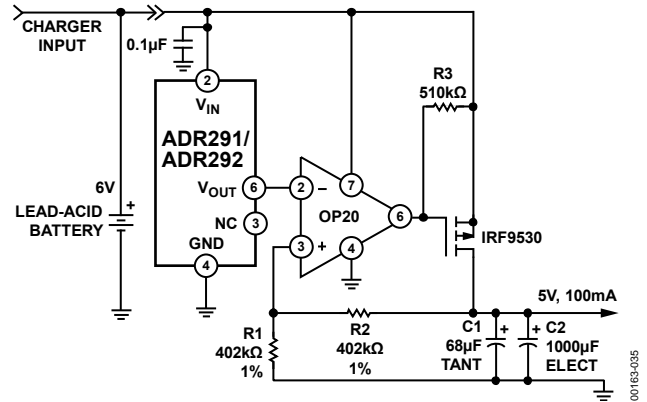 CHARGER
INPUT
0.1µF
2
VIN
ADR291/
ADR292
VOUT
6
NC
3
GND
4
6V
+
LEAD-ACID
BATTERY
2
–
7
OP20
6
3
+
4
R3
510kΩ
IRF9530
5V, 100mA
R1
402kΩ
1%
R2
402kΩ
1%
C1
68µF
TANT
+
+
C2
1000µF
ELECT
00163-035